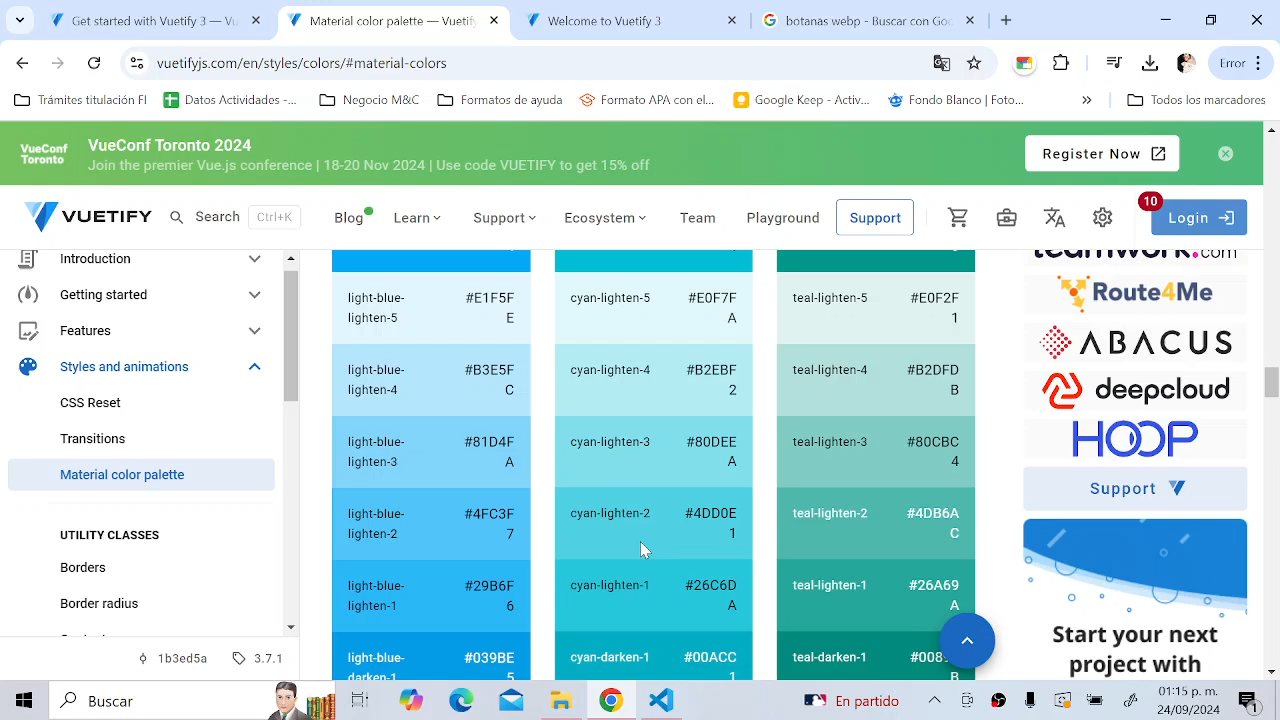 Vuetify 3 — A Vu
Material color palette — Vuetify
Welcome to Vuetify 3
botanas webp - Buscar con Goo
vuetifyjs.com/en/styles/colors/#material-colors
Error
Trámites titulación FI
Datos Actividades -...
Negocio M&C
Formatos de ayuda
Formato APA con el...
Google Keep - Activ...
Fondo Blanco | Foto...
»
Todos los marcadores
VueConf
Toronto
VueConf Toronto 2024
Join the premier Vue.js conference | 18-20 Nov 2024 | Use code VUETIFY to get 15% off
Register Now
VUETIFY
Search
Ctrl+K
Blog
Learn
Support
Ecosystem
Team
Playground
Support
10
Login
Introduction
Getting started
Features
Styles and animations
CSS Reset
Transitions
Material color palette
UTILITY CLASSES
Borders
Border radius
1b3ed5a
3.7.1
light-blue-
lighten-5
#E1F5F
E
cyan-lighten-5
#E0F7F
A
teal-lighten-5
#E0F2F
1
light-blue-
lighten-4
#B3E5F
C
cyan-lighten-4
#B2EBF
2
teal-lighten-4
#B2DFD
B
light-blue-
lighten-3
#81D4F
A
cyan-lighten-3
#80DEE
A
teal-lighten-3
#80CBC
4
light-blue-
lighten-2
#4FC3F
7
cyan-lighten-2
#4DD0E
1
teal-lighten-2
#4DB6A
C
light-blue-
lighten-1
#29B6F
6
cyan-lighten-1
#26C6D
A
teal-lighten-1
#26A69
A
light-blue-
#039BE
5
cyan-darken-1
#00ACC
1
teal-darken-1
B
teamwork.com
Route4Me
ABACUS
deepcloud
HOOP
Support
Start your next
project with
Buscar
En partido
01:15 p. m.
24/09/2024
1